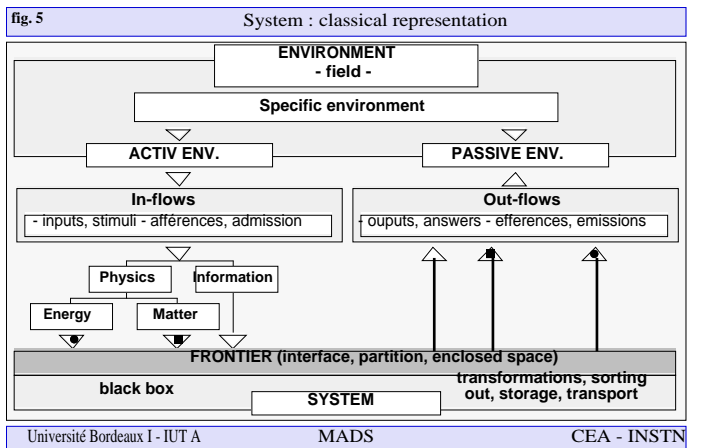 fig. 5
System : classical representation
ENVIRONMENT
- field -
Specific environment
ACTIV ENV.
PASSIVE ENV.
In-flows
- inputs, stimuli - afférences, admission
Out-flows
- ouputs, answers - efferences, emissions
Physics
Information
Energy
Matter
FRONTIER (interface, partition, enclosed space)
black box
transformations, sorting
out, storage, transport
SYSTEM
Université Bordeaux I - IUT A
MADS
CEA - INSTN